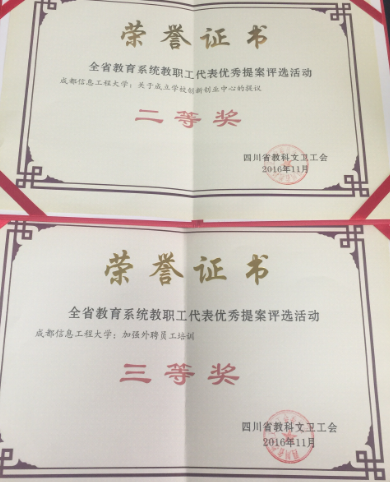 荣誉证书
全省教育系统教职工代表优秀提案评选活动
成都信息工程大学：关于成立学校创新创业中心的提议
二等奖
四川省教科文卫工会
2016年11月
荣誉证书
全省教育系统教职工代表优秀提案评选活动
成都信息工程大学：加强外聘员工培训
三等奖
四川省教科文卫工会
2016年11月